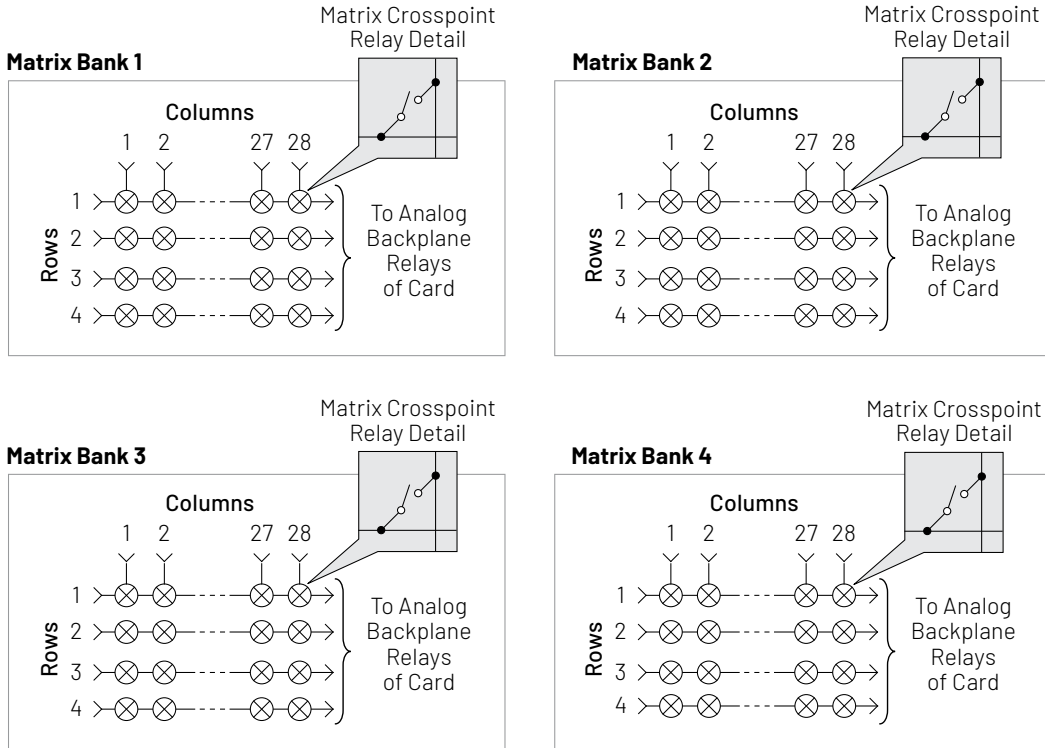 Matrix Crosspoint
Relay Detail
Matrix Bank 1
Columns
1 2 27 28
Rows
1
2
3
4
To Analog
Backplane
Relays
of Card
Matrix Crosspoint
Relay Detail
Matrix Bank 2
Columns
1 2 27 28
Rows
1
2
3
4
To Analog
Backplane
Relays
of Card
Matrix Crosspoint
Relay Detail
Matrix Bank 3
Columns
1 2 27 28
Rows
1
2
3
4
To Analog
Backplane
Relays
of Card
Matrix Crosspoint
Relay Detail
Matrix Bank 4
Columns
1 2 27 28
Rows
1
2
3
4
To Analog
Backplane
Relays
of Card